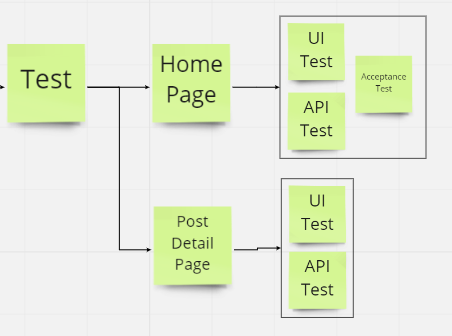 Test
Home
Page
UI
Test
API
Test
Acceptance
Test
Post
Detail
Page
UI
Test
API
Test